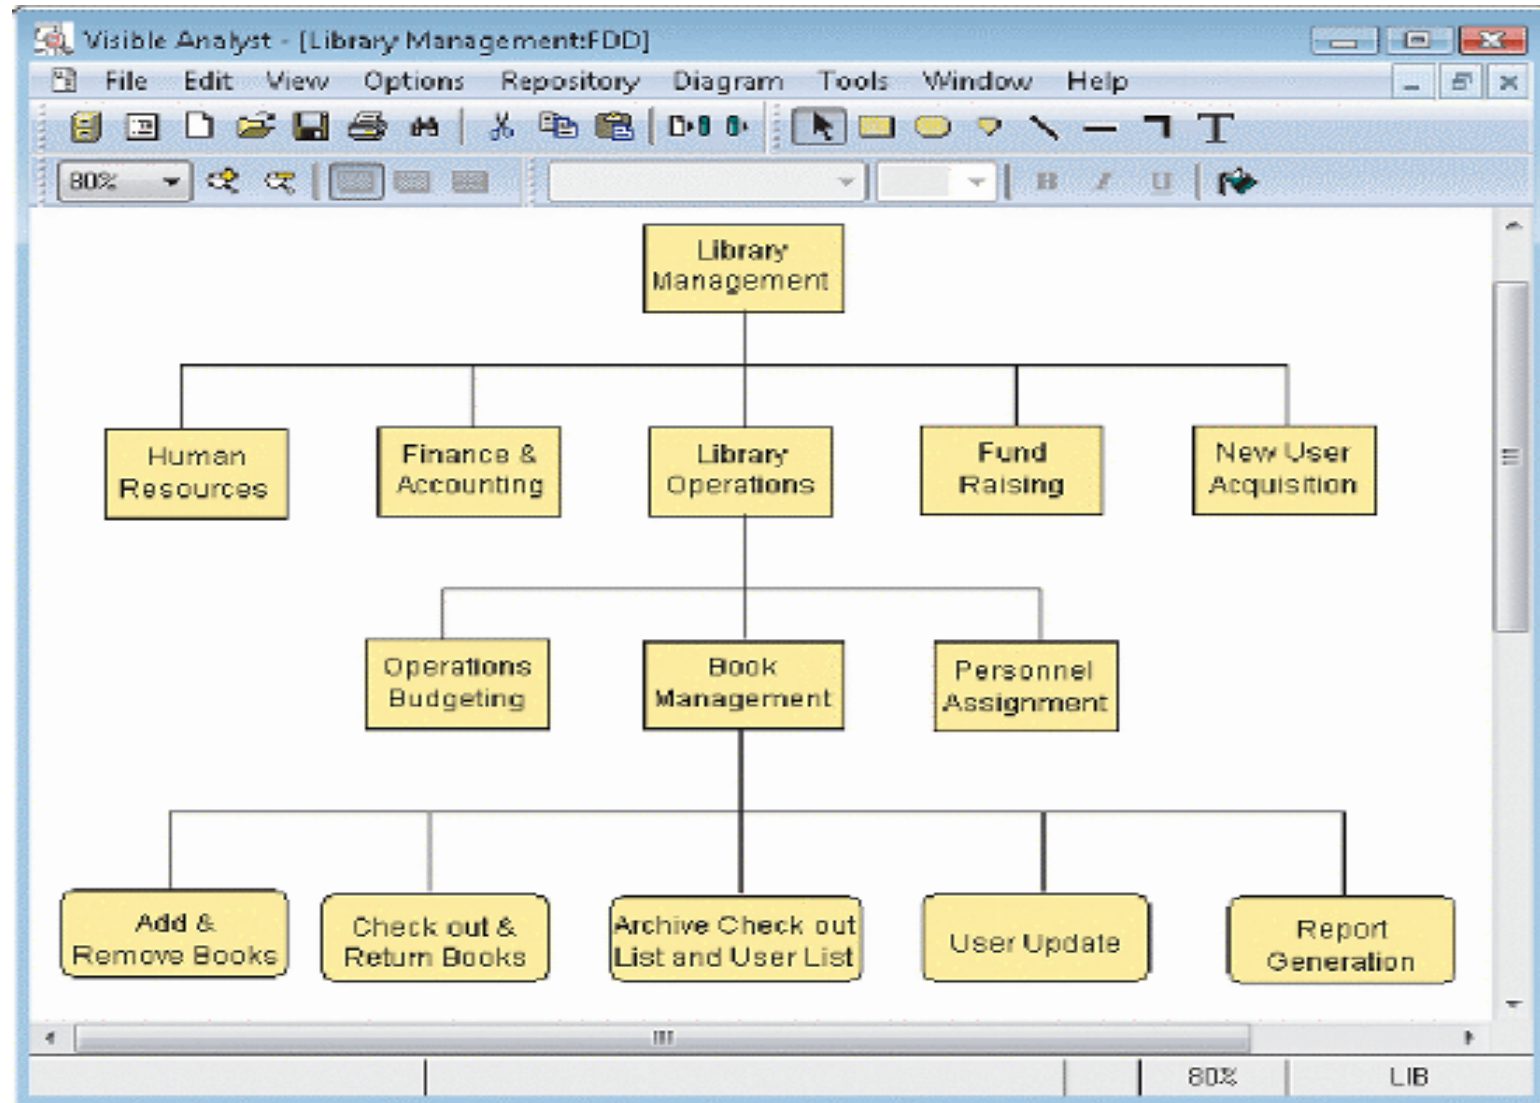 Visible Analyst - [Library Management:FDD]
File Edit View Options Repository Diagram Tools Window Help
T
80%
B I U
Library
Management
Human
Resources
Finance &
Accounting
Library
Operations
Fund
Raising
New User
Acquisition
Operations
Budgeting
Book
Management
Personnel
Assignment
Add &
Remove Books
Check out &
Return Books
Archive Check out
List and User List
User Update
Report
Generation
80% LIB